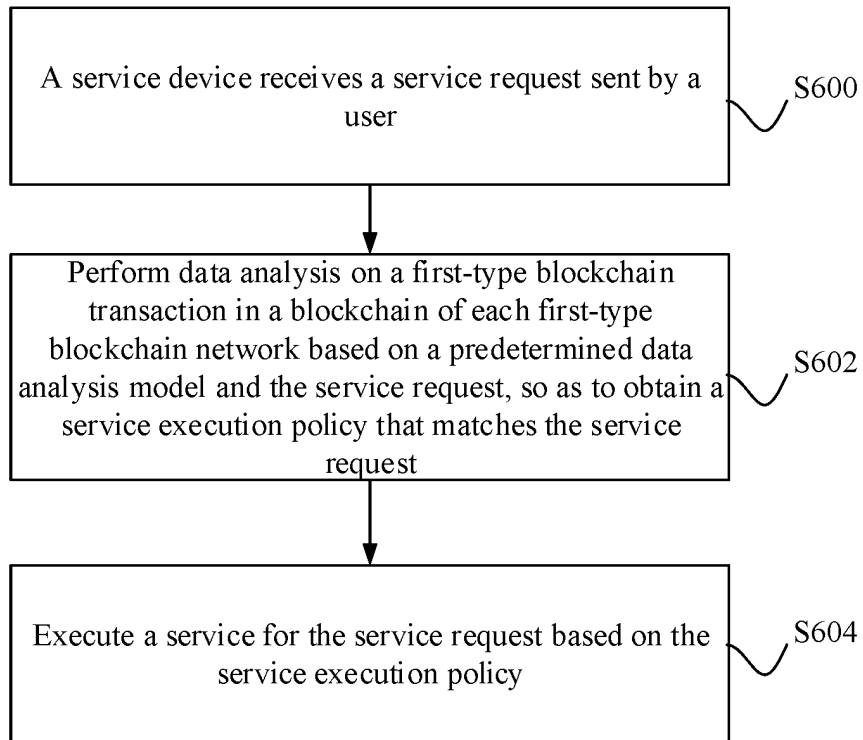 A service device receives a service request sent by a
user
S600
Perform data analysis on a first-type blockchain
transaction in a blockchain of each first-type
blockchain network based on a predetermined data
analysis model and the service request, so as to obtain a
service execution policy that matches the service
request
S602
Execute a service for the service request based on the
service execution policy
S604